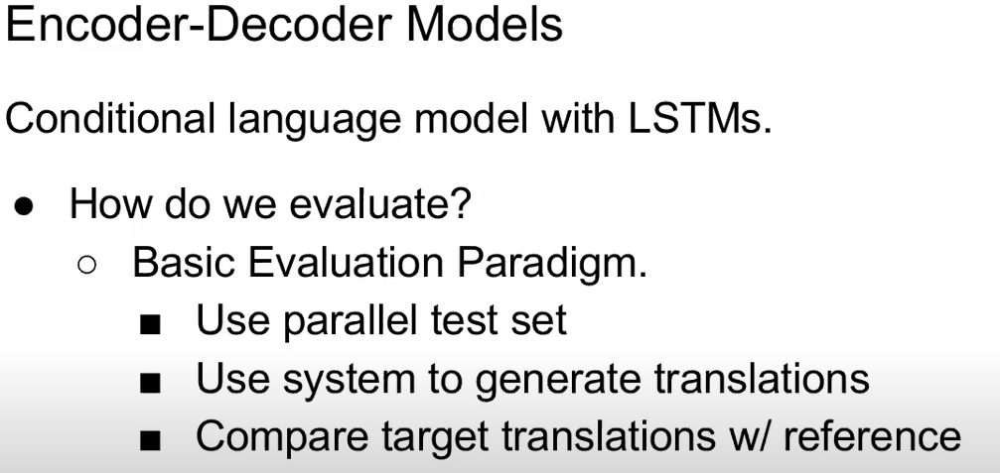 Encoder-Decoder Models
Conditional language model with LSTMs.
● How do we evaluate?
○ Basic Evaluation Paradigm.
■ Use parallel test set
■ Use system to generate translations
■ Compare target translations w/ reference